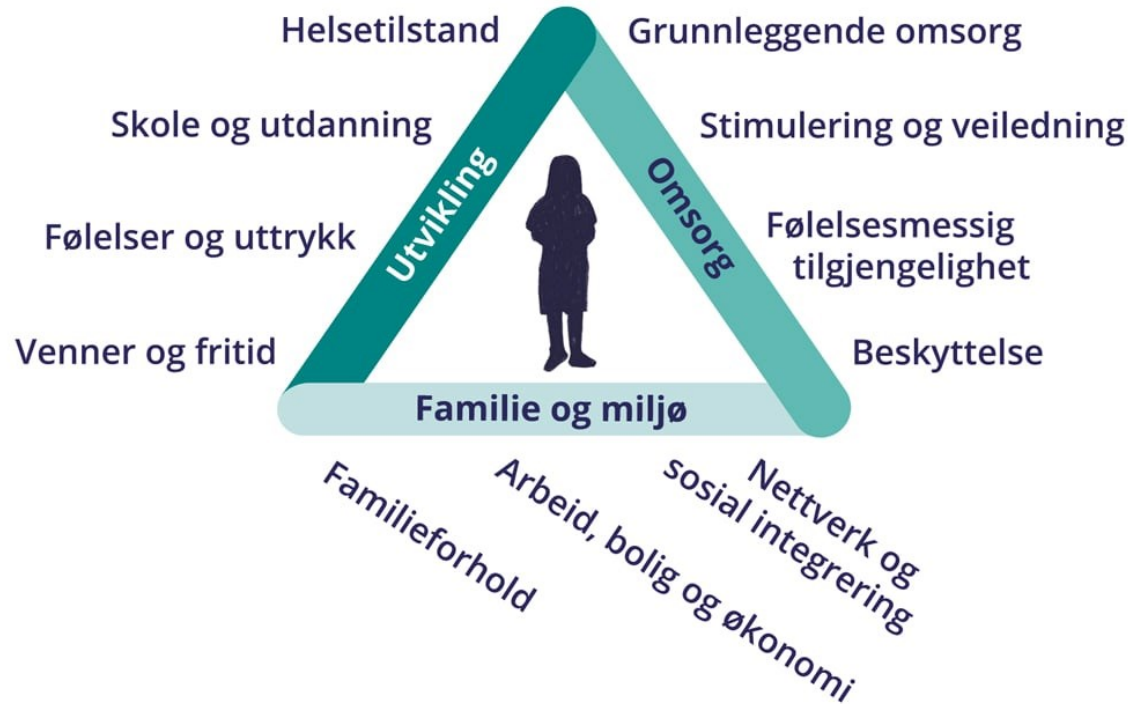 Helsetilstand
Skole og utdanning
Følelser og uttrykk
Venner og fritid
Utvikling
Grunnleggende omsorg
Stimulering og veiledning
Følelsesmessig
tilgjengelighet
Beskyttelse
Omsorg
Familie og miljø
Familieforhold
Arbeid, bolig og økonomi
Nettverk og
sosial integrering